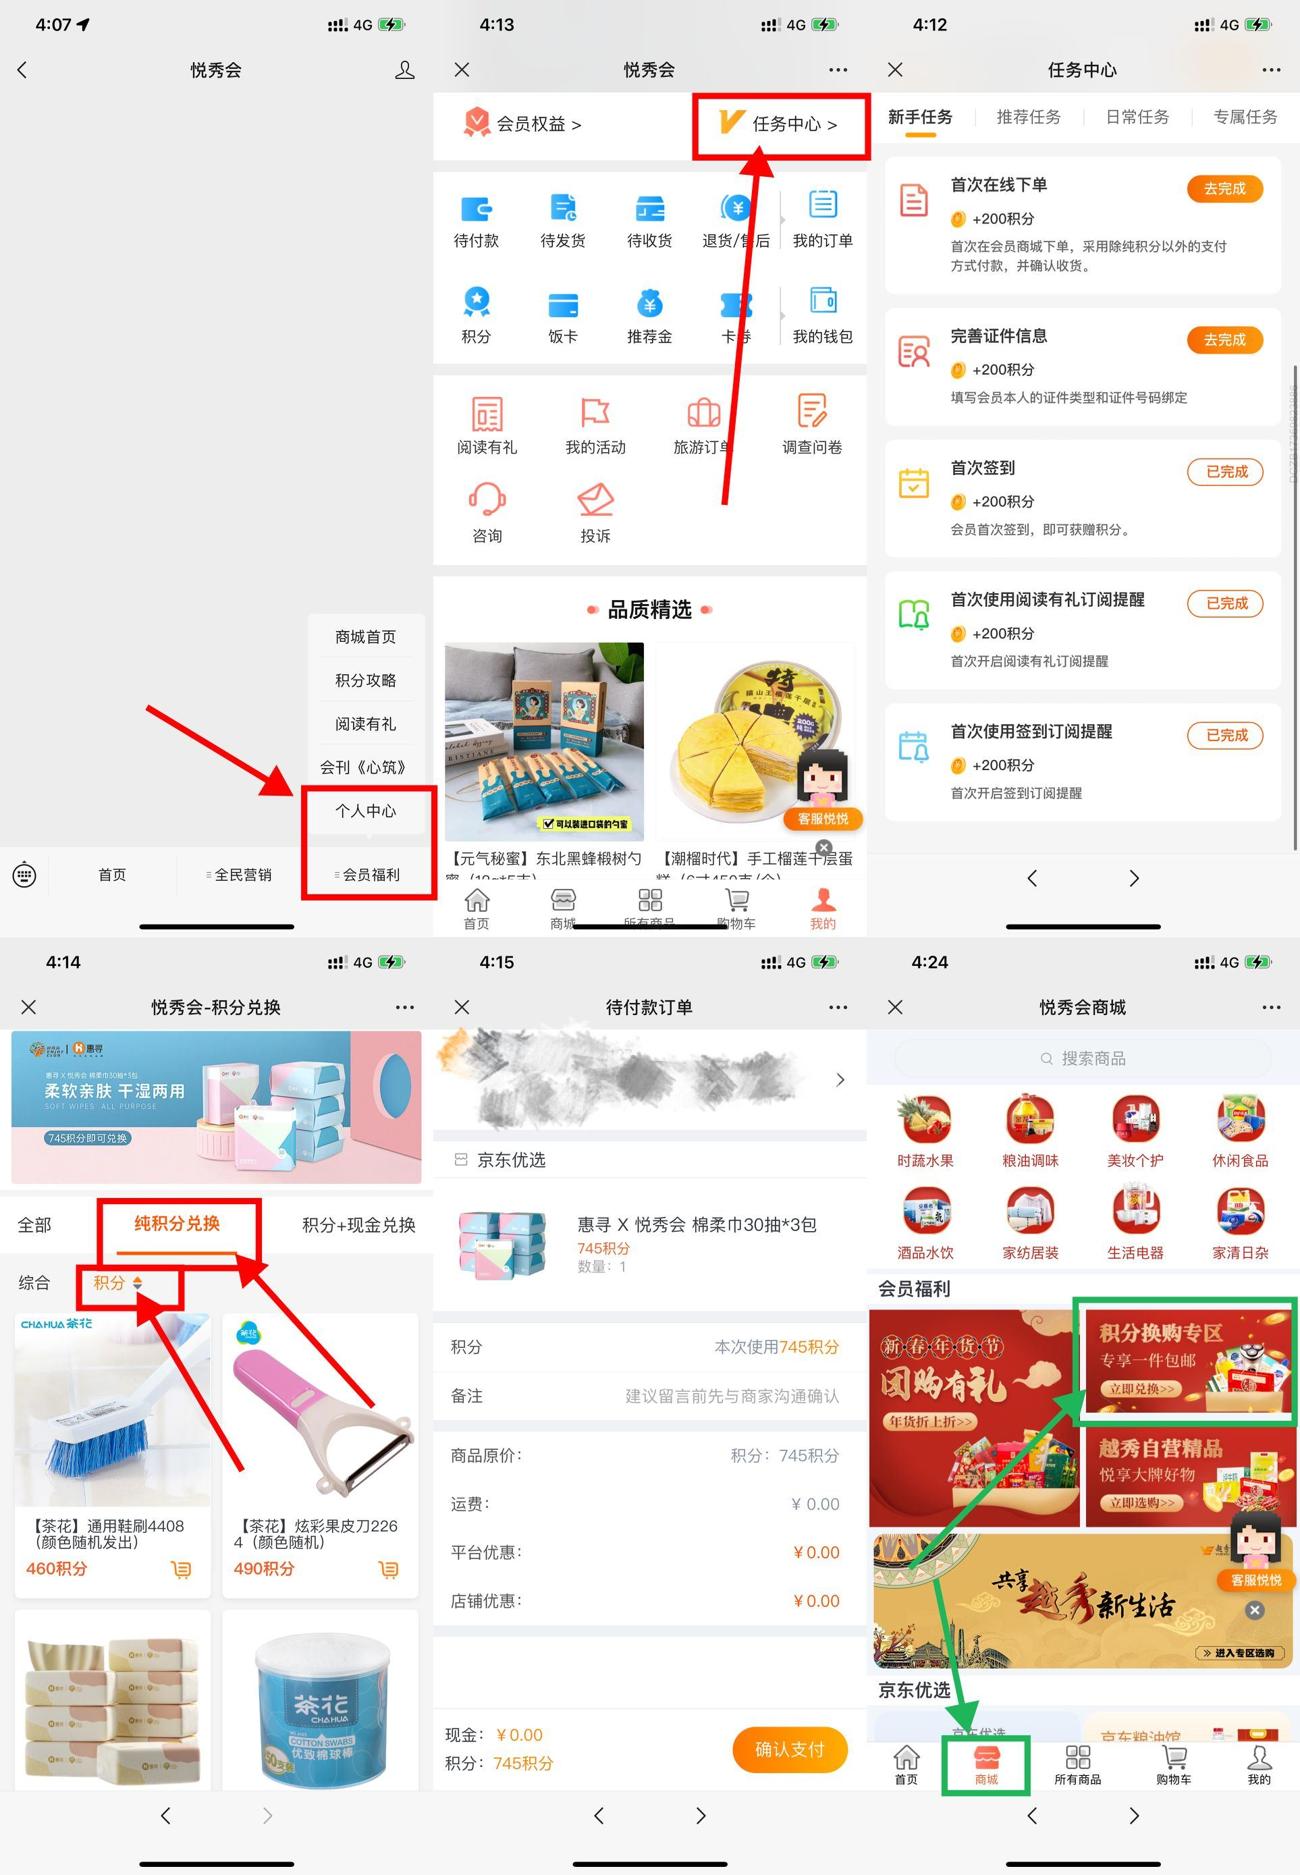 4:07
4G
悦秀会
商城首页
积分攻略
阅读有礼
会刊《心筑》
个人中心
首页
全民营销
会员福利
4:13
4G
悦秀会
会员权益 >
任务中心 >
待付款
待发货
待收货
退货/售后
我的订单
积分
饭卡
推荐金
卡券
我的钱包
阅读有礼
我的活动
旅游订单
调查问卷
咨询
投诉
品质精选
可以装进口袋的勺蜜
客服悦悦
【元气秘蜜】东北黑蜂椴树勺
【潮榴时代】手工榴莲千层蛋
首页
商城
所有商品
购物车
我的
4:12
4G
任务中心
新手任务
推荐任务
日常任务
专属任务
首次在线下单
+200积分
首次在会员商城下单，采用除纯积分以外的支付
方式付款，并确认收货。
去完成
完善证件信息
+200积分
填写会员本人的证件类型和证件号码绑定
去完成
首次签到
+200积分
会员首次签到，即可获赠积分。
已完成
首次使用阅读有礼订阅提醒
+200积分
首次开启阅读有礼订阅提醒
已完成
首次使用签到订阅提醒
+200积分
首次开启签到订阅提醒
已完成
4:14
4G
悦秀会-积分兑换
惠寻
惠寻 X 悦秀会 棉柔巾30抽*3包
柔软亲肤 干湿两用
SOFT WIPES ALL PURPOSE
745积分即可兑换
全部
纯积分兑换
积分+现金兑换
综合
积分
CHAHUA 茶花
茶花
【茶花】通用鞋刷4408
（颜色随机发出）
460积分
【茶花】炫彩果皮刀226
4（颜色随机）
490积分
茶花
CHAHUA
COTTON SWABS
优致棉球棒
4:15
4G
待付款订单
京东优选
惠寻 X 悦秀会 棉柔巾30抽*3包
745积分
数量：1
积分
本次使用745积分
备注
建议留言前先与商家沟通确认
商品原价：
积分：745积分
运费：
¥ 0.00
平台优惠：
¥ 0.00
店铺优惠：
¥ 0.00
现金：¥ 0.00
积分：745积分
确认支付
4:24
4G
悦秀会商城
搜索商品
时蔬水果
粮油调味
美妆个护
休闲食品
酒品水饮
家纺居装
生活电器
家清日杂
会员福利
新春年货节
团购有礼
年货折上折>>
积分换购专区
专享一件包邮
立即兑换>>
越秀自营精品
悦享大牌好物
立即选购>>
共享越秀新生活
客服悦悦
>> 进入专区选购
京东优选
京东优选
京东粮油馆
首页
商城
所有商品
购物车
我的